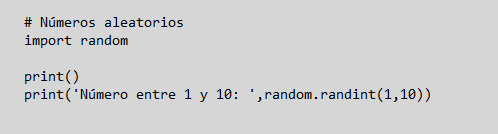 # Números aleatorios
import random
print()
print('Número entre 1 y 10: ',random.randint(1,10))